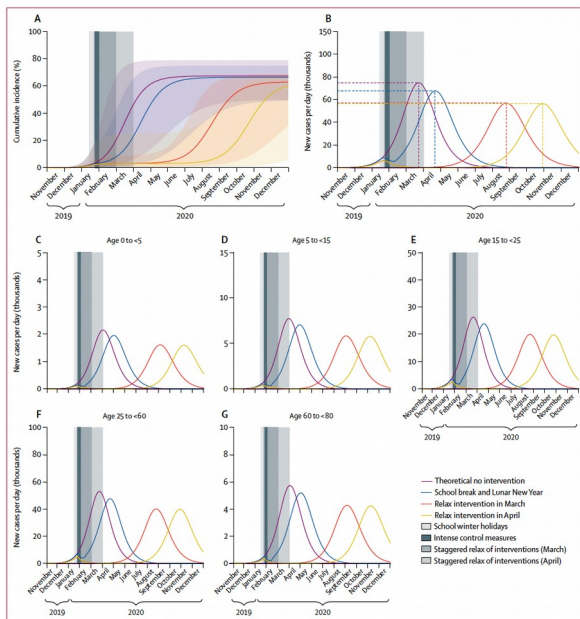 A
Cumulative incidence (%)
100
80
60
40
20
0
November
December
January
February
March
April
May
June
July
August
September
October
November
December
2019
2020
B
New cases per day (thousands)
150
100
80
60
40
20
0
November
December
January
February
March
April
May
June
July
August
September
October
November
December
2019
2020
C
Age 0 to <5
New cases per day (thousands)
5
4
3
2
1
0
D
Age 5 to <15
15
10
5
0
E
Age 15 to <25
50
40
30
20
10
0
November
December
January
February
March
April
May
June
July
August
September
October
November
December
2019
2020
F
Age 25 to <60
New cases per day (thousands)
100
80
60
40
20
0
November
December
January
February
March
April
May
June
July
August
September
October
November
December
2019
2020
G
Age 60 to <80
November
December
January
February
March
April
May
June
July
August
September
October
November
December
2019
2020
Theoretical no intervention
School break and Lunar New Year
Relax intervention in March
Relax intervention in April
School winter holidays
Intense control measures
Staggered relax of interventions (March)
Staggered relax of interventions (April)